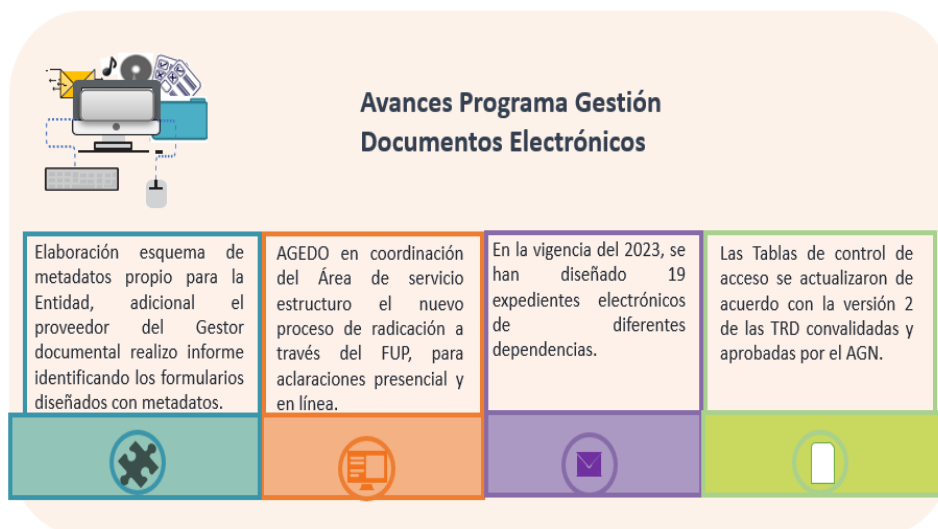 Avances Programa Gestión
Documentos Electrónicos
Elaboración esquema de
metadatos propio para la
Entidad, adicional el
proveedor del Gestor
documental realizo informe
identificando los formularios
diseñados con metadatos.
AGEDO en coordinación
del Área de servicio
estructuro el nuevo
proceso de radicación a
través del FUP, para
aclaraciones presencial y
en línea.
En la vigencia del 2023, se
han diseñado 19
expedientes electrónicos
de diferentes
dependencias.
Las Tablas de control de
acceso se actualizaron de
acuerdo con la versión 2
de las TRD convalidadas y
aprobadas por el AGN.